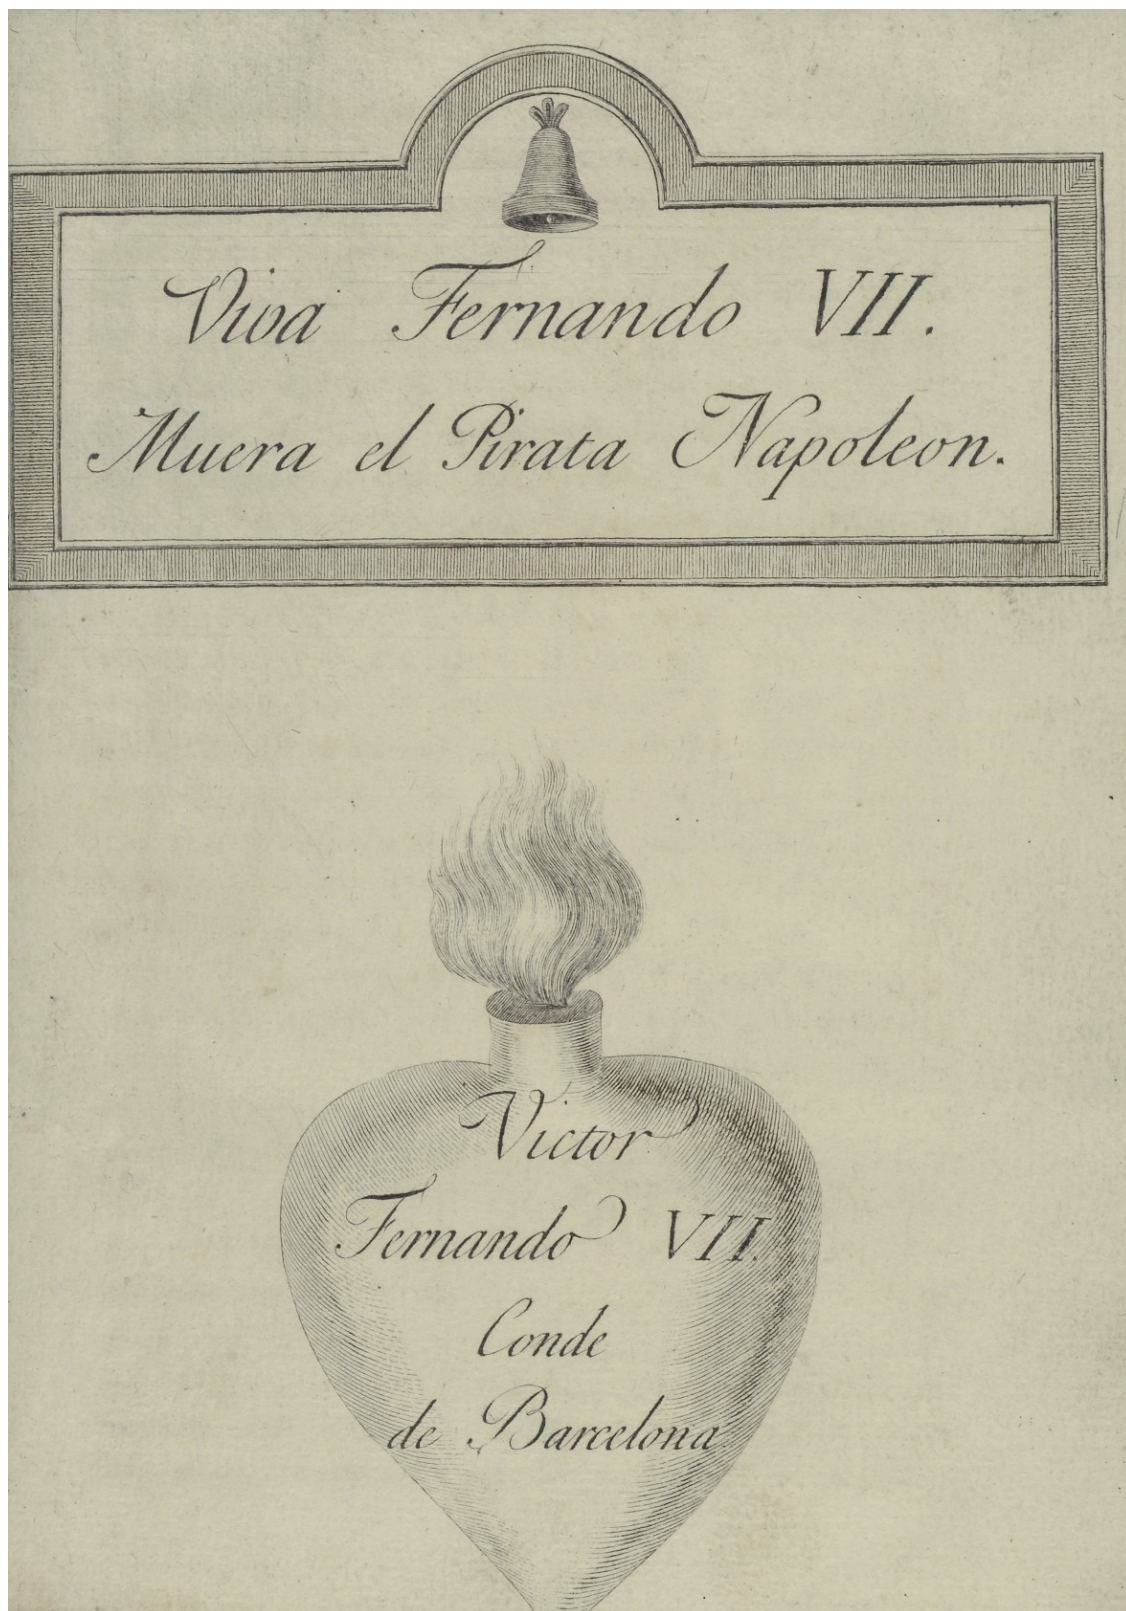 Viva Fernando VII.
Muera el Pirata Napoleon.
Victor
Fernando VII.
Conde
de Barcelona